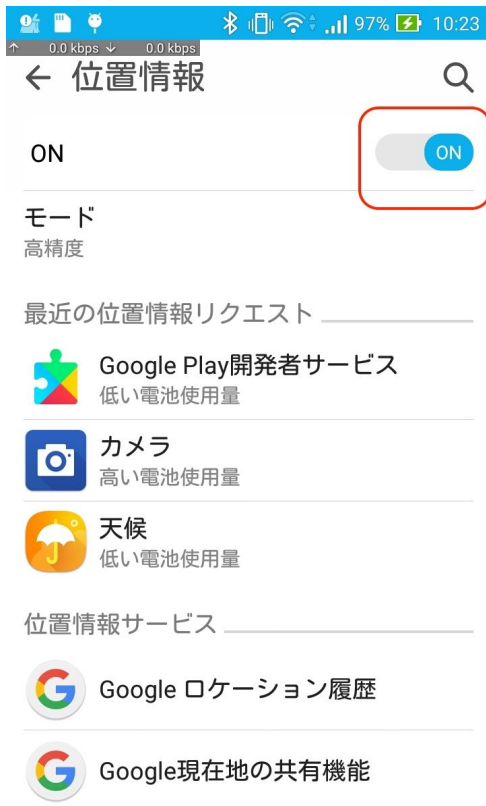 97% 10:23
↑ 0.0 kbps ↓ 0.0 kbps
← 位置情報
ON ON
モード
高精度
最近の位置情報リクエスト
Google Play開発者サービス
低い電池使用量
カメラ
高い電池使用量
天候
低い電池使用量
位置情報サービス
Google ロケーション履歴
Google現在地の共有機能